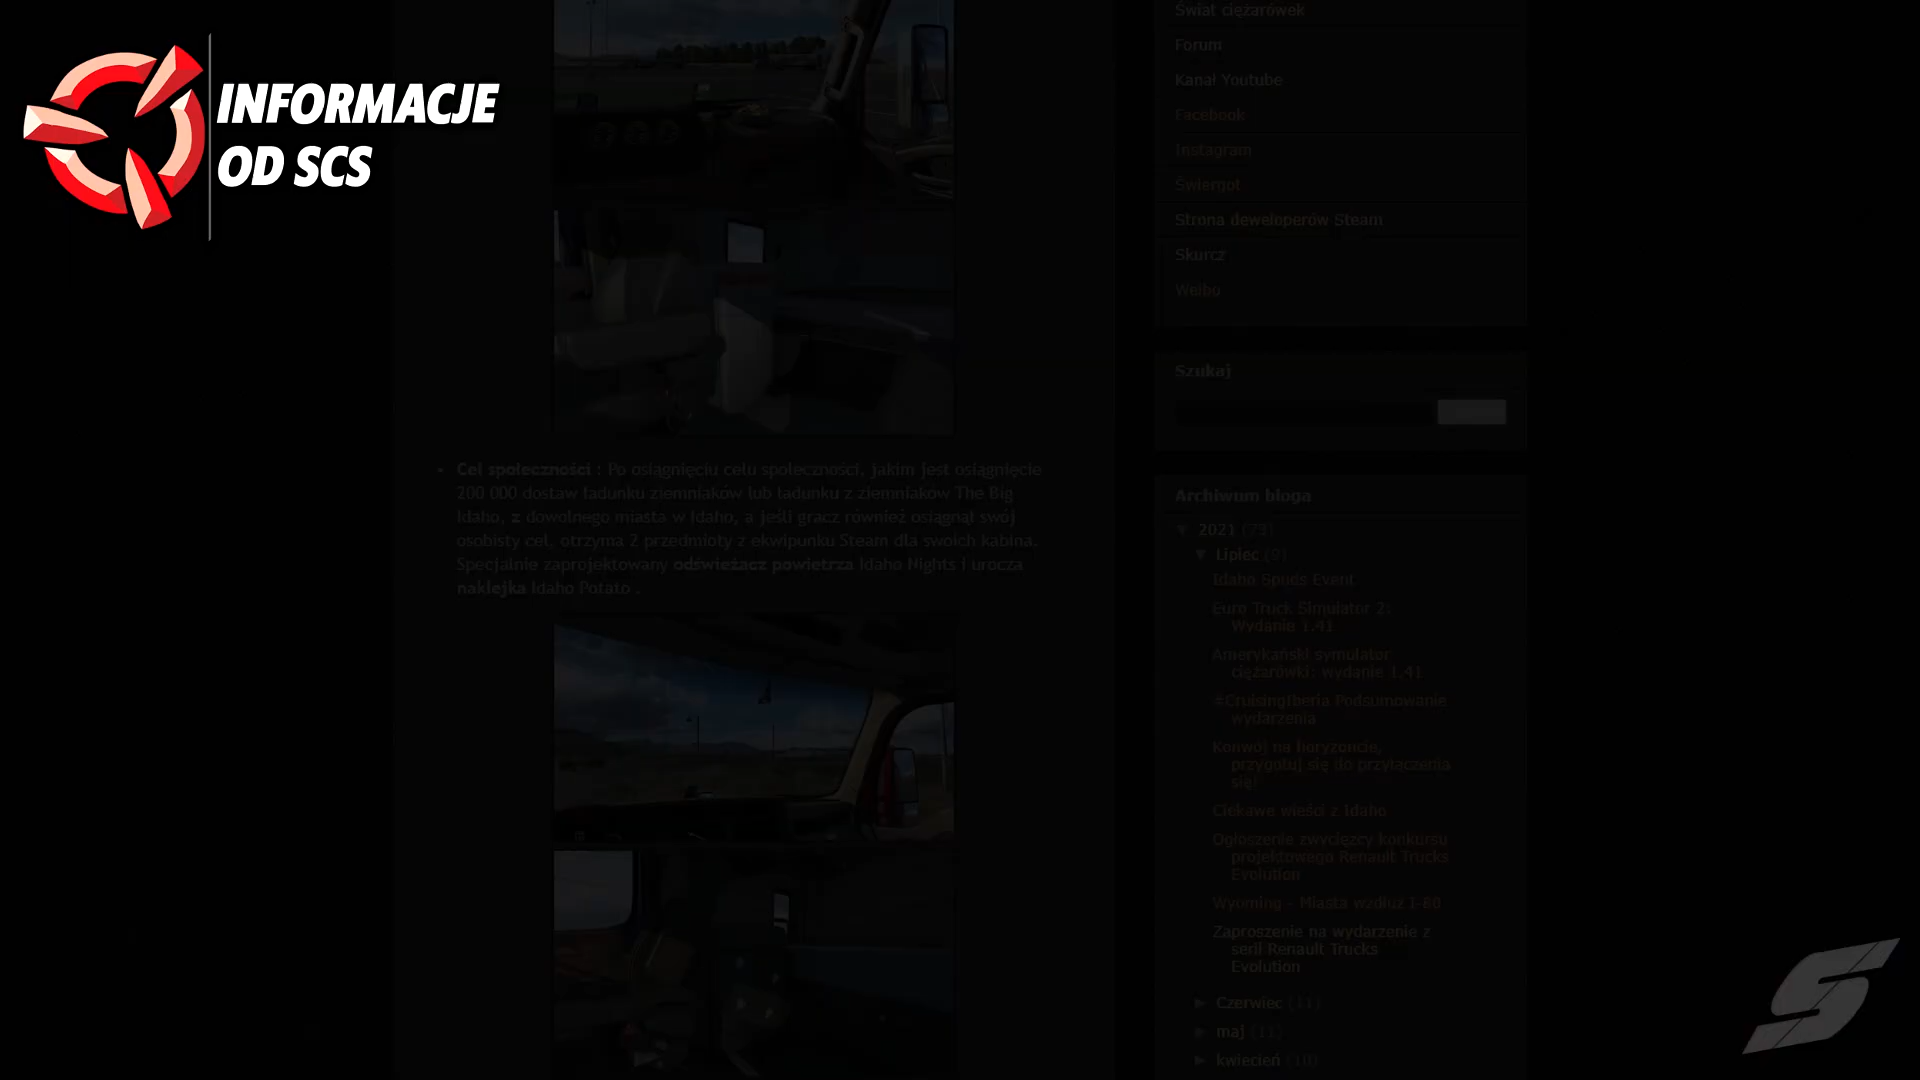 INFORMACJE
OD SCS
Cel społeczności : Po osiągnięciu celu społeczności, jakim jest osiągnięcie
200 000 dostaw ładunku ziemniaków lub ładunku z ziemniaków The Big
Idaho, z dowolnego miasta w Idaho, a jeśli gracz również osiągnął swój
osobisty cel, otrzyma 2 przedmioty z ekwipunku Steam dla swoich kabina.
Specjalnie zaprojektowany odświeżacz powietrza Idaho Nights i urocza
naklejka Idaho Potato .
Świat ciężarówek
Forum
Kanał Youtube
Facebook
Instagram
Świergot
Strona deweloperów Steam
Skurcz
Weibo
Szukaj
Archiwum bloga
▼ 2021 (73)
▼ Lipiec (9)
Idaho Spuds Event
Euro Truck Simulator 2:
Wydanie 1.41
Amerykański symulator
ciężarówki: wydanie 1.41
#CruisingIberia Podsumowanie
wydarzenia
Konwój na horyzoncie,
przygotuj się do przyłączenia
się!
Ciekawe wieści z Idaho
Ogłoszenie zwycięzcy konkursu
projektowego Renault Trucks
Evolution
Wyoming - Miasta wzdłuż I-80
Zaproszenie na wydarzenie z
serii Renault Trucks
Evolution
► Czerwiec (11)
► maj (11)
► kwiecień (10)